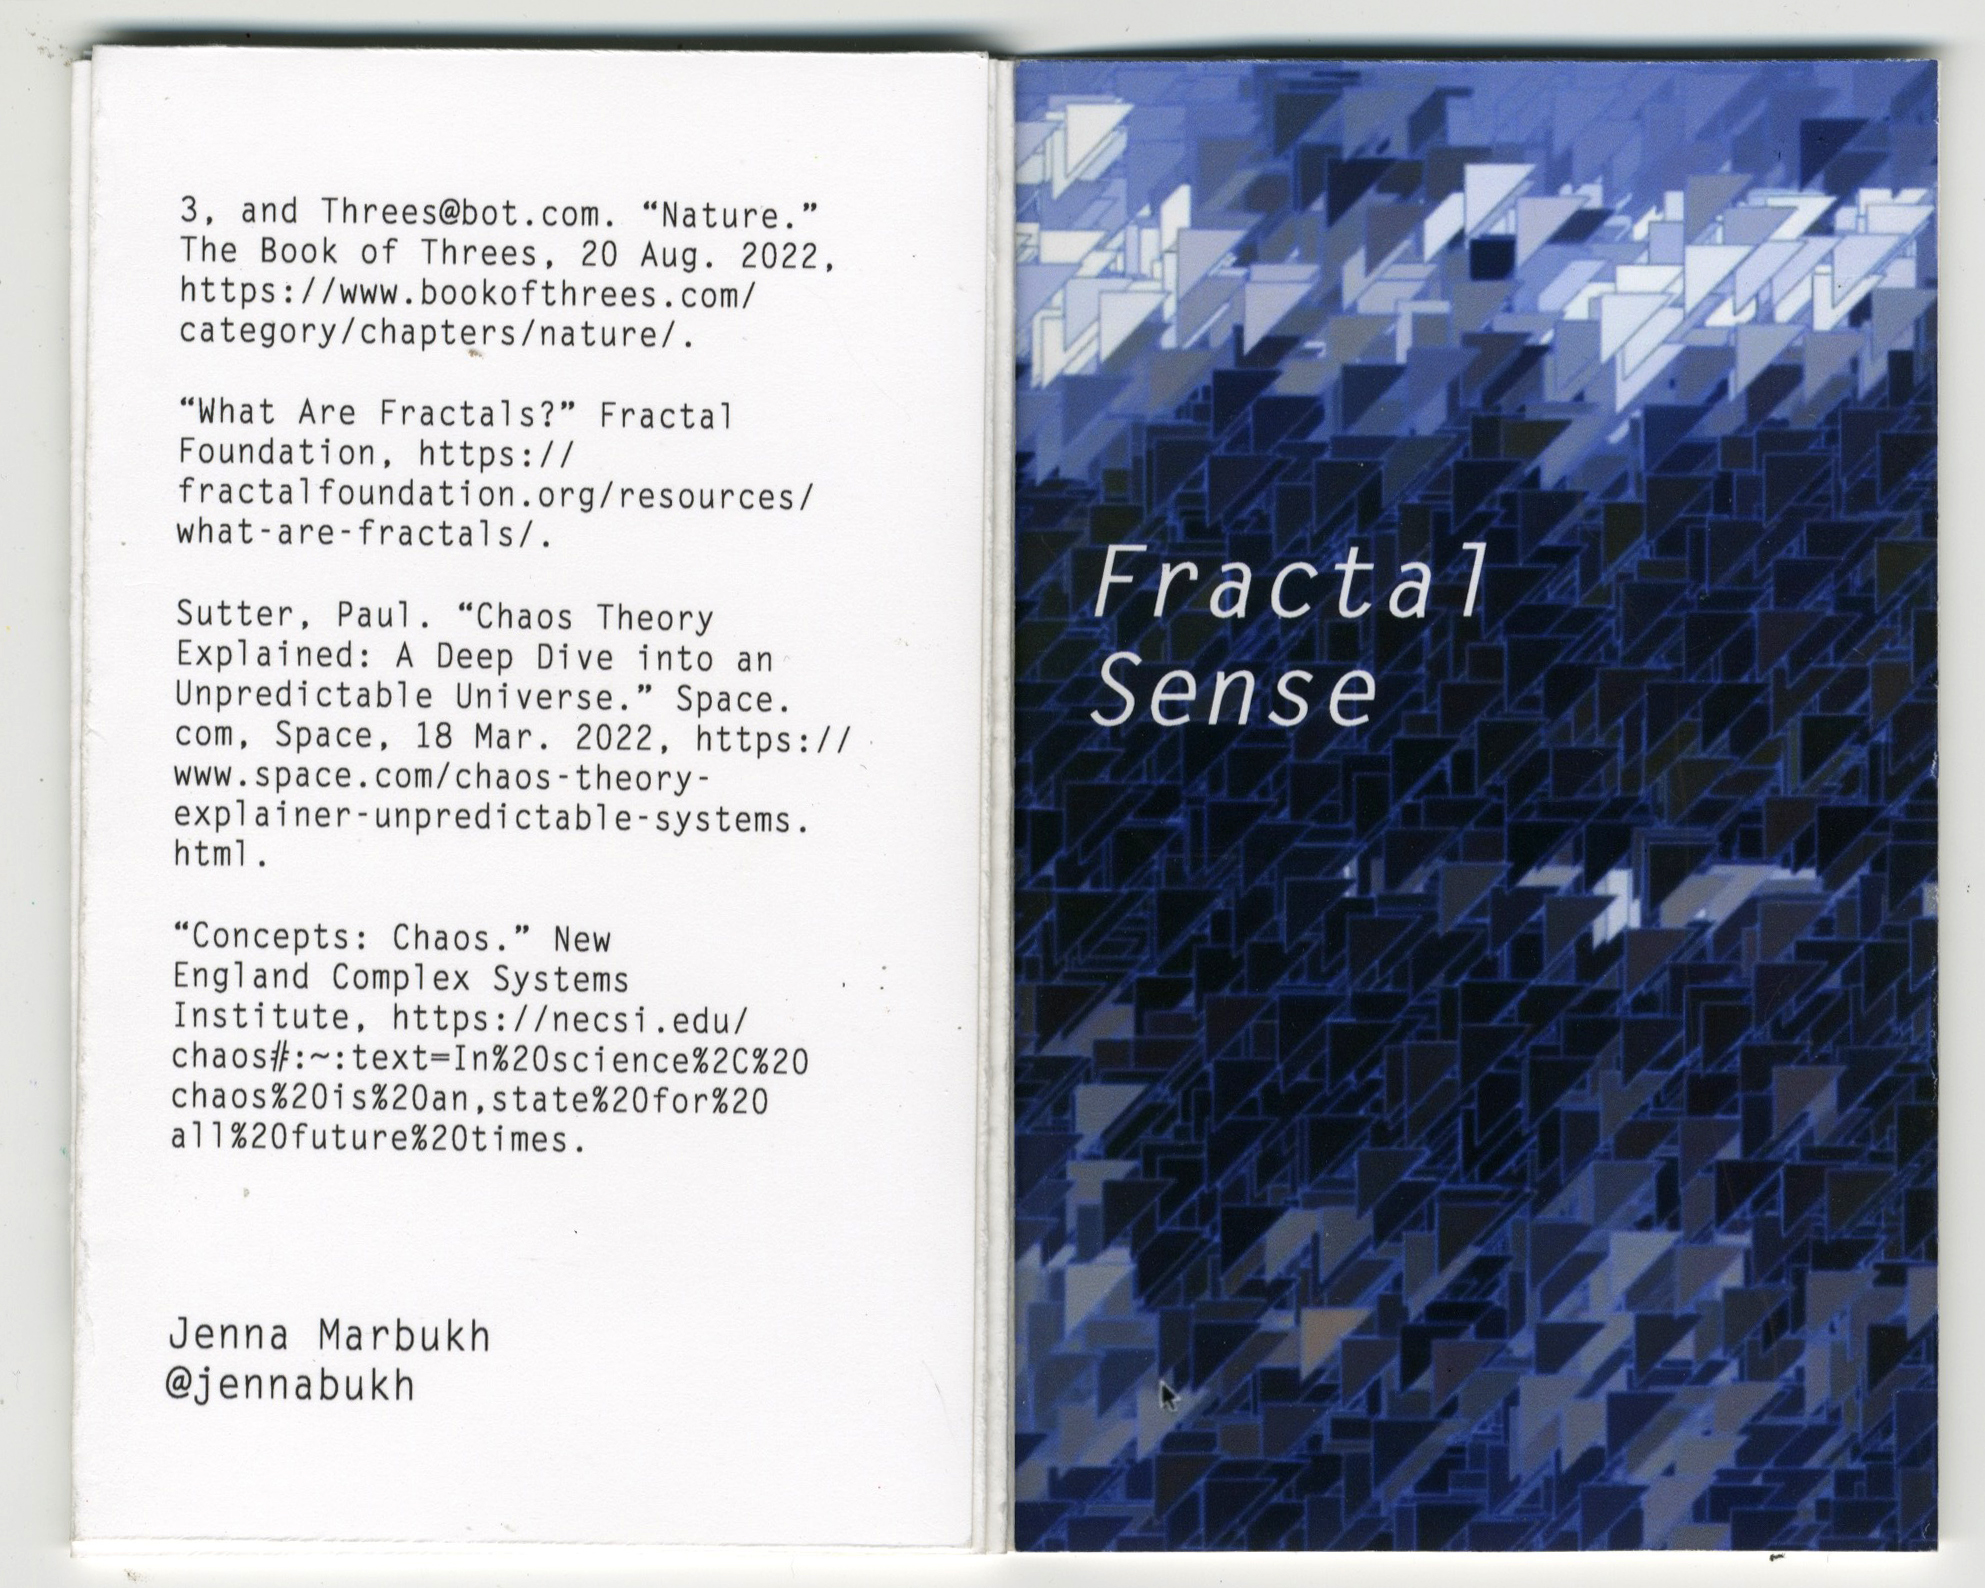 3, and Threes@bot.com. “Nature.”
The Book of Threes, 20 Aug. 2022,
https://www.bookofthrees.com/
category/chapters/nature/.
“What Are Fractals?” Fractal
Foundation, https://
fractalfoundation.org/resources/
what-are-fractals/.
Sutter, Paul. “Chaos Theory
Explained: A Deep Dive into an
Unpredictable Universe.” Space.
com, Space, 18 Mar. 2022, https://
www.space.com/chaos-theory-
explainer-unpredictable-systems.
html.
“Concepts: Chaos.” New
England Complex Systems
Institute, https://necsi.edu/
chaos#:~:text=In%20science%2C%20
chaos%20is%20an,state%20for%20
all%20future%20times.
Jenna Marbukh
@jennabukh
Fractal
Sense